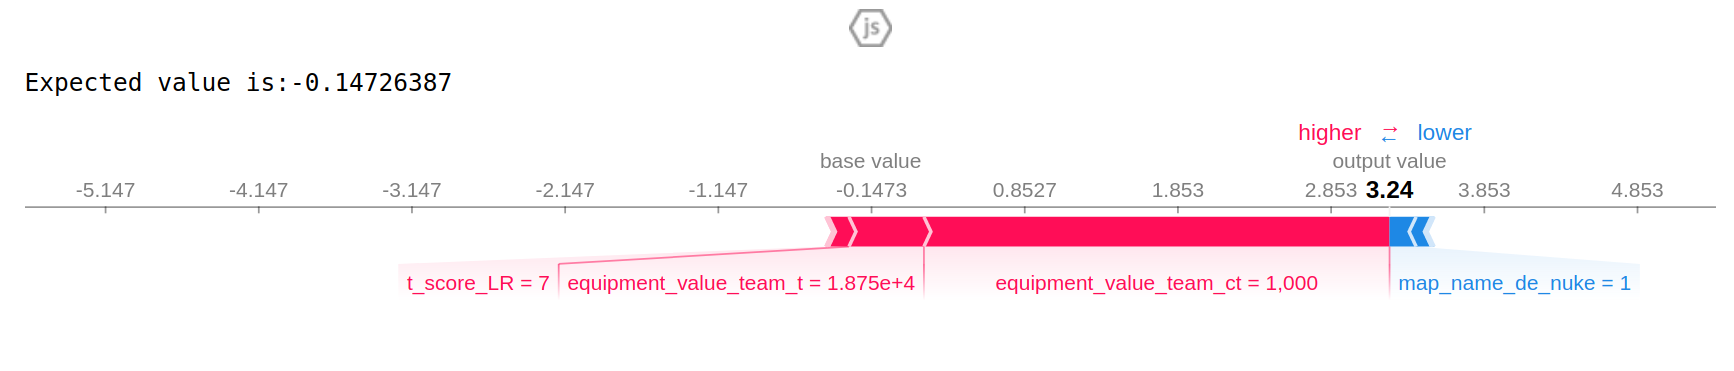 js
Expected value is:-0.14726387
higher lower
base value output value
-5.147 -4.147 -3.147 -2.147 -1.147 -0.1473 0.8527 1.853 2.853 3.24 3.853 4.853
t_score_LR = 7 equipment_value_team_t = 1.875e+4 equipment_value_team_ct = 1,000 map_name_de_nuke = 1